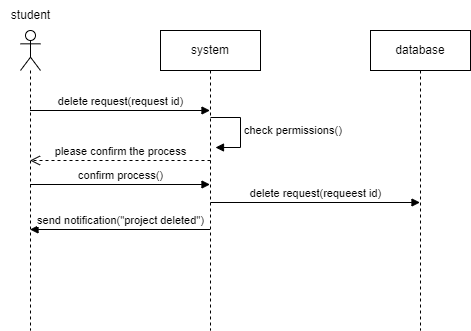 student
system
database
delete request(request id)
check permissions()
please confirm the process
confirm process()
delete request(requeest id)
send notification("project deleted")